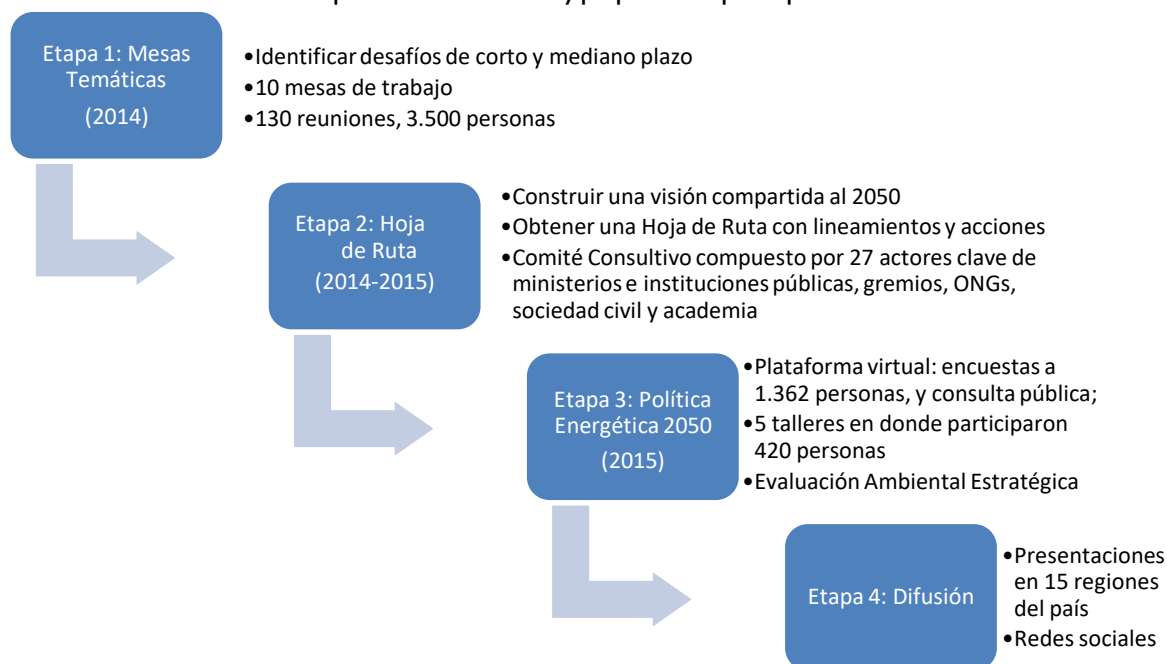 Etapa 1: Mesas
Temáticas
(2014)
•Identificar desafíos de corto y mediano plazo
•10 mesas de trabajo
•130 reuniones, 3.500 personas
Etapa 2: Hoja
de Ruta
(2014-2015)
•Construir una visión compartida al 2050
•Obtener una Hoja de Ruta con lineamientos y acciones
•Comité Consultivo compuesto por 27 actores clave de
ministerios e instituciones públicas, gremios, ONGs,
sociedad civil y academia
Etapa 3: Política
Energética 2050
(2015)
•Plataforma virtual: encuestas a
1.362 personas, y consulta pública;
•5 talleres en donde participaron
420 personas
•Evaluación Ambiental Estratégica
Etapa 4: Difusión
•Presentaciones
en 15 regiones
del país
•Redes sociales